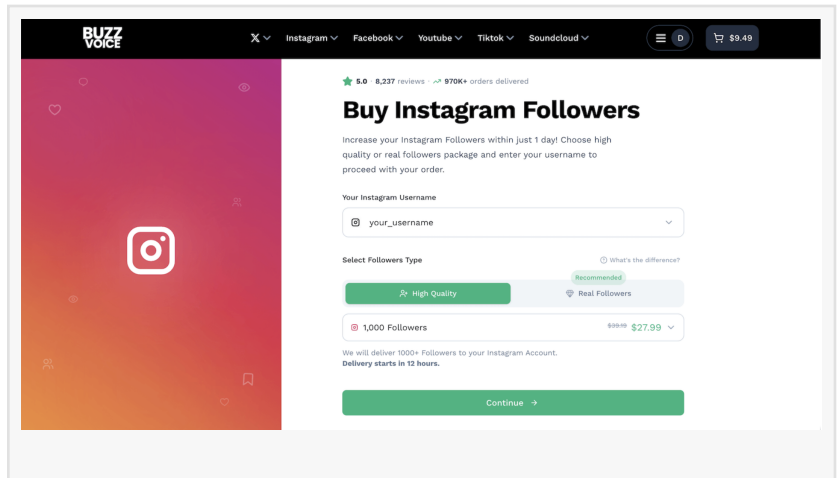 BUZZ
VOICE
X Instagram Facebook Youtube Tiktok Soundcloud D $9.49
5.0 · 8,237 reviews · 970K+ orders delivered
Buy Instagram Followers
Increase your Instagram Followers within just 1 day! Choose high
quality or real followers package and enter your username to
proceed with your order.
Your Instagram Username
your_username
Select Followers Type What's the difference?
Recommended
High Quality Real Followers
1,000 Followers $27.99
We will deliver 1000+ Followers to your Instagram Account.
Delivery starts in 12 hours.
Continue →